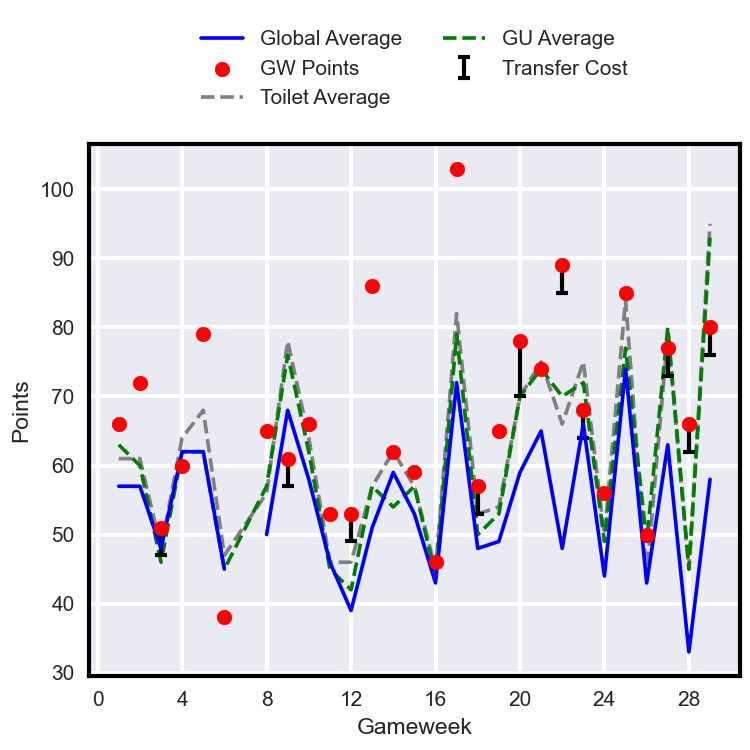 Global Average
GW Points
Toilet Average
GU Average
Transfer Cost
Points
100
90
80
70
60
50
40
30
0 4 8 12 16 20 24 28
Gameweek